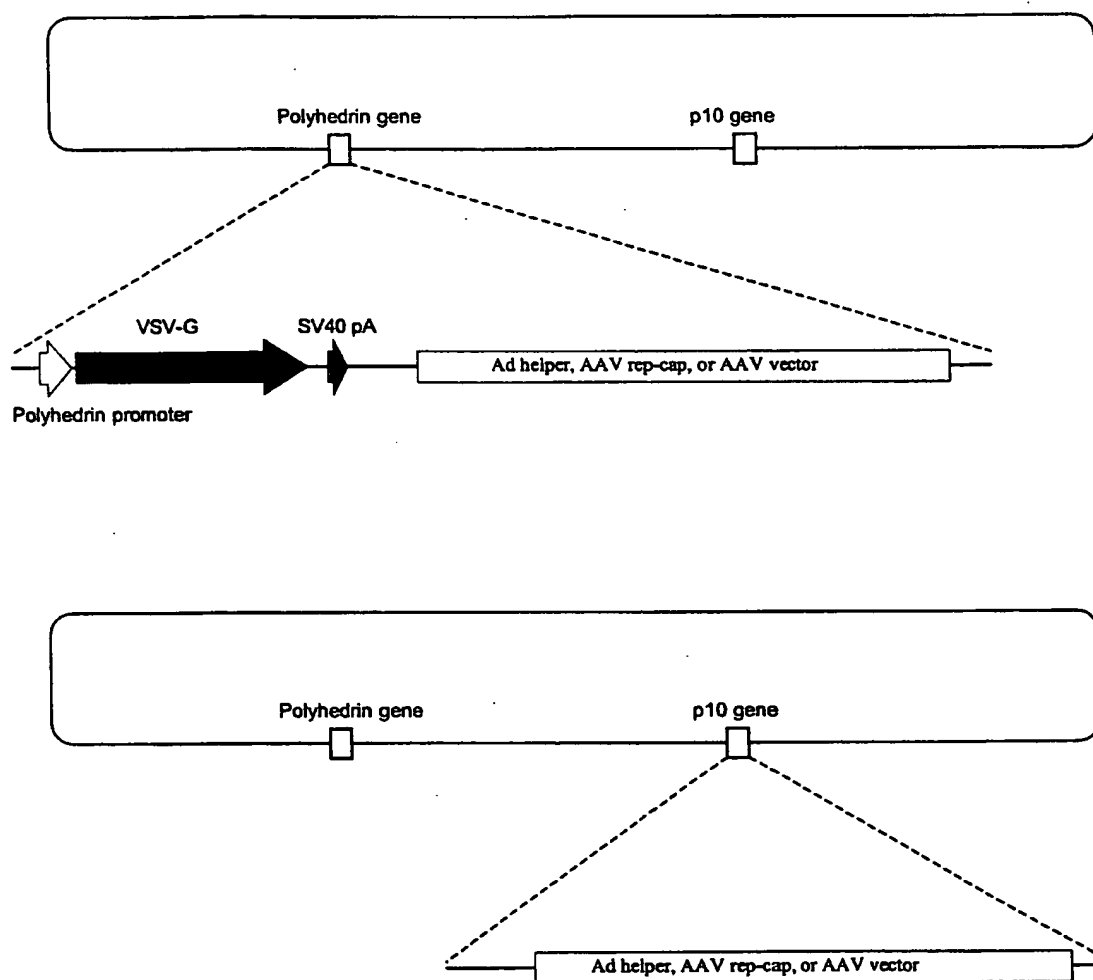 Polyhedrin gene
p10 gene
VSV-G
SV40 pA
Ad helper, AAV rep-cap, or AAV vector
Polyhedrin promoter
Polyhedrin gene
p10 gene
Ad helper, AAV rep-cap, or AAV vector